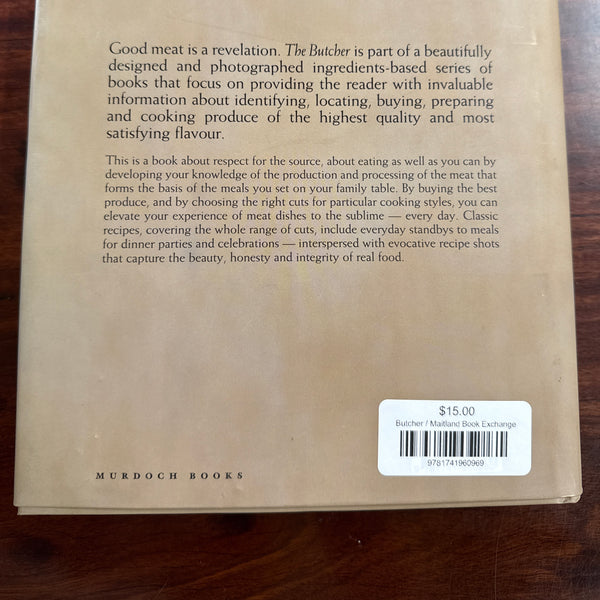 Good meat is a revelation. The Butcher is part of a beautifully
designed and photographed ingredients-based series of
books that focus on providing the reader with invaluable
information about identifying, locating, buying, preparing
and cooking produce of the highest quality and most
satisfying flavour.
This is a book about respect for the source, about eating as well as you can by
developing your knowledge of the production and processing of the meat that
forms the basis of the meals you set on your family table. By buying the best
produce, and by choosing the right cuts for particular cooking styles, you can
elevate your experience of meat dishes to the sublime — every day. Classic
recipes, covering the whole range of cuts, include everyday standbys to meals
for dinner parties and celebrations — interspersed with evocative recipe shots
that capture the beauty, honesty and integrity of real food.
$15.00
Butcher / Maitland Book Exchange
9781741960969
MURDOCH BOOKS